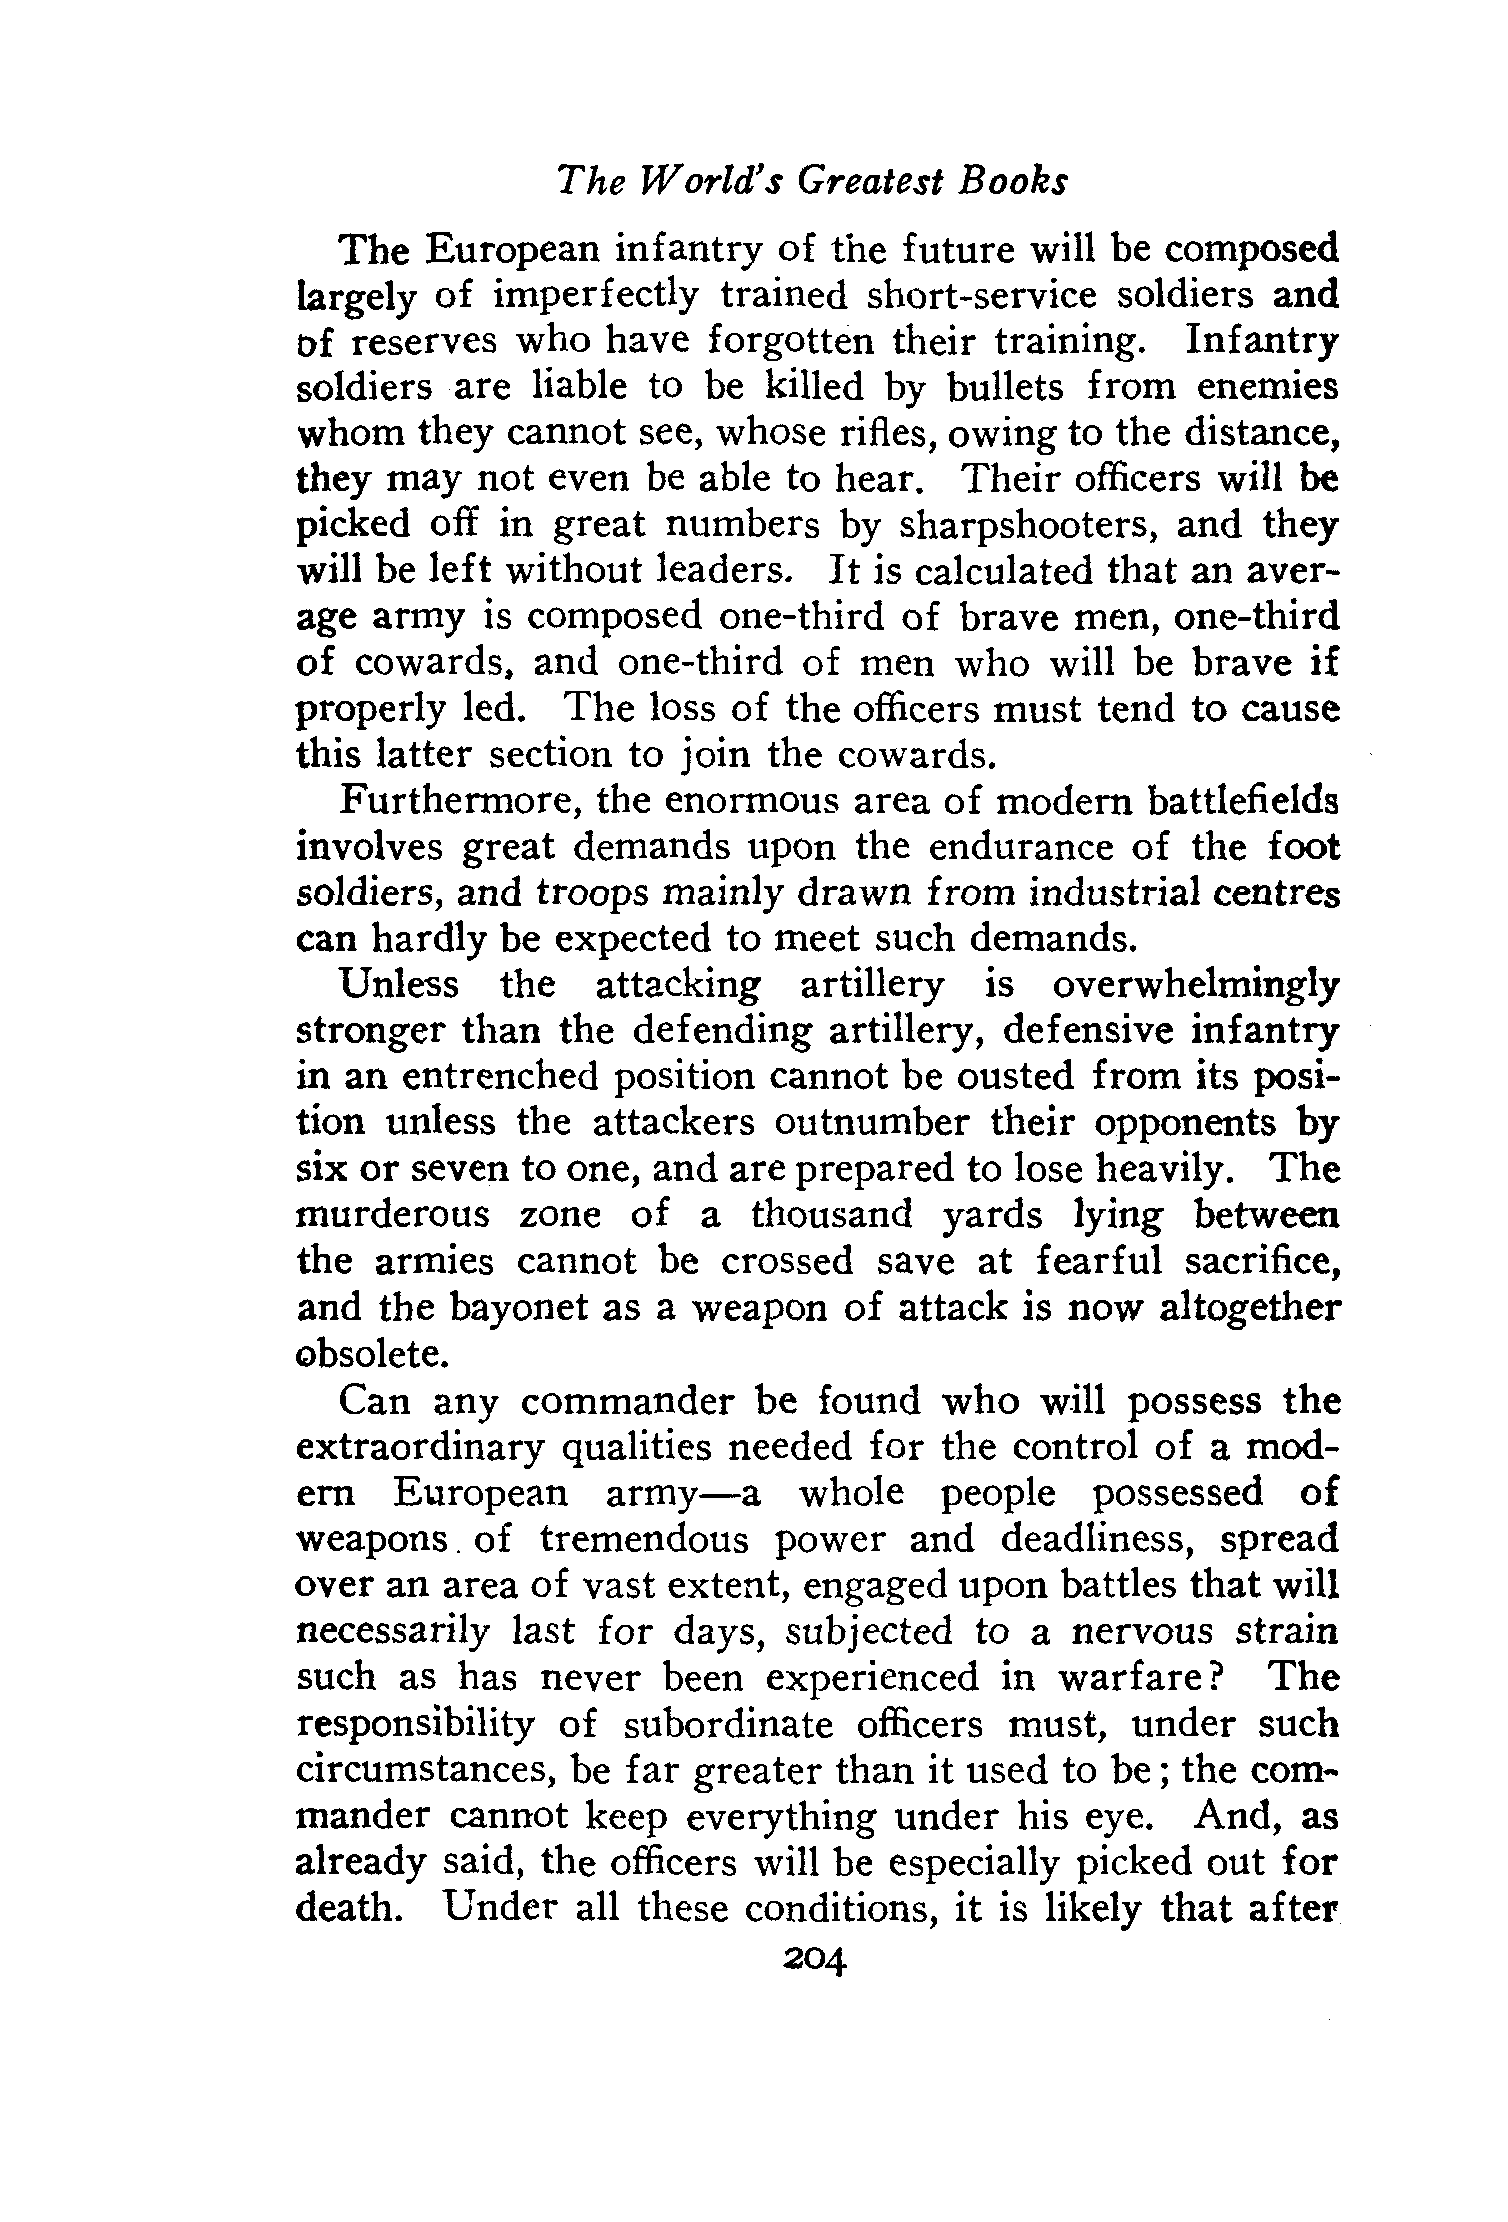 The World's Greatest Books
The European infantry of the future will be composed
largely of imperfectly trained short-service soldiers and
of reserves who have forgotten their training. Infantry
soldiers are liable to be killed by bullets from enemies
whom they cannot see, whose rifles, owing to the distance,
they may not even be able to hear. Their officers will be
picked off in great numbers by sharpshooters, and they
will be left without leaders. It is calculated that an aver-
age army is composed one-third of brave men, one-third
of cowards, and one-third of men who will be brave if
properly led. The loss of the officers must tend to cause
this latter section to join the cowards.
Furthermore, the enormous area of modern battlefields
involves great demands upon the endurance of the foot
soldiers, and troops mainly drawn from industrial centres
can hardly be expected to meet such demands.
Unless the attacking artillery is overwhelmingly
stronger than the defending artillery, defensive infantry
in an entrenched position cannot be ousted from its posi-
tion unless the attackers outnumber their opponents by
six or seven to one, and are prepared to lose heavily. The
murderous zone of a thousand yards lying between
the armies cannot be crossed save at fearful sacrifice,
and the bayonet as a weapon of attack is now altogether
obsolete.
Can any commander be found who will possess the
extraordinary qualities needed for the control of a mod-
ern European army—a whole people possessed of
weapons of tremendous power and deadliness, spread
over an area of vast extent, engaged upon battles that will
necessarily last for days, subjected to a nervous strain
such as has never been experienced in warfare? The
responsibility of subordinate officers must, under such
circumstances, be far greater than it used to be; the com-
mander cannot keep everything under his eye. And, as
already said, the officers will be especially picked out for
death. Under all these conditions, it is likely that after
204